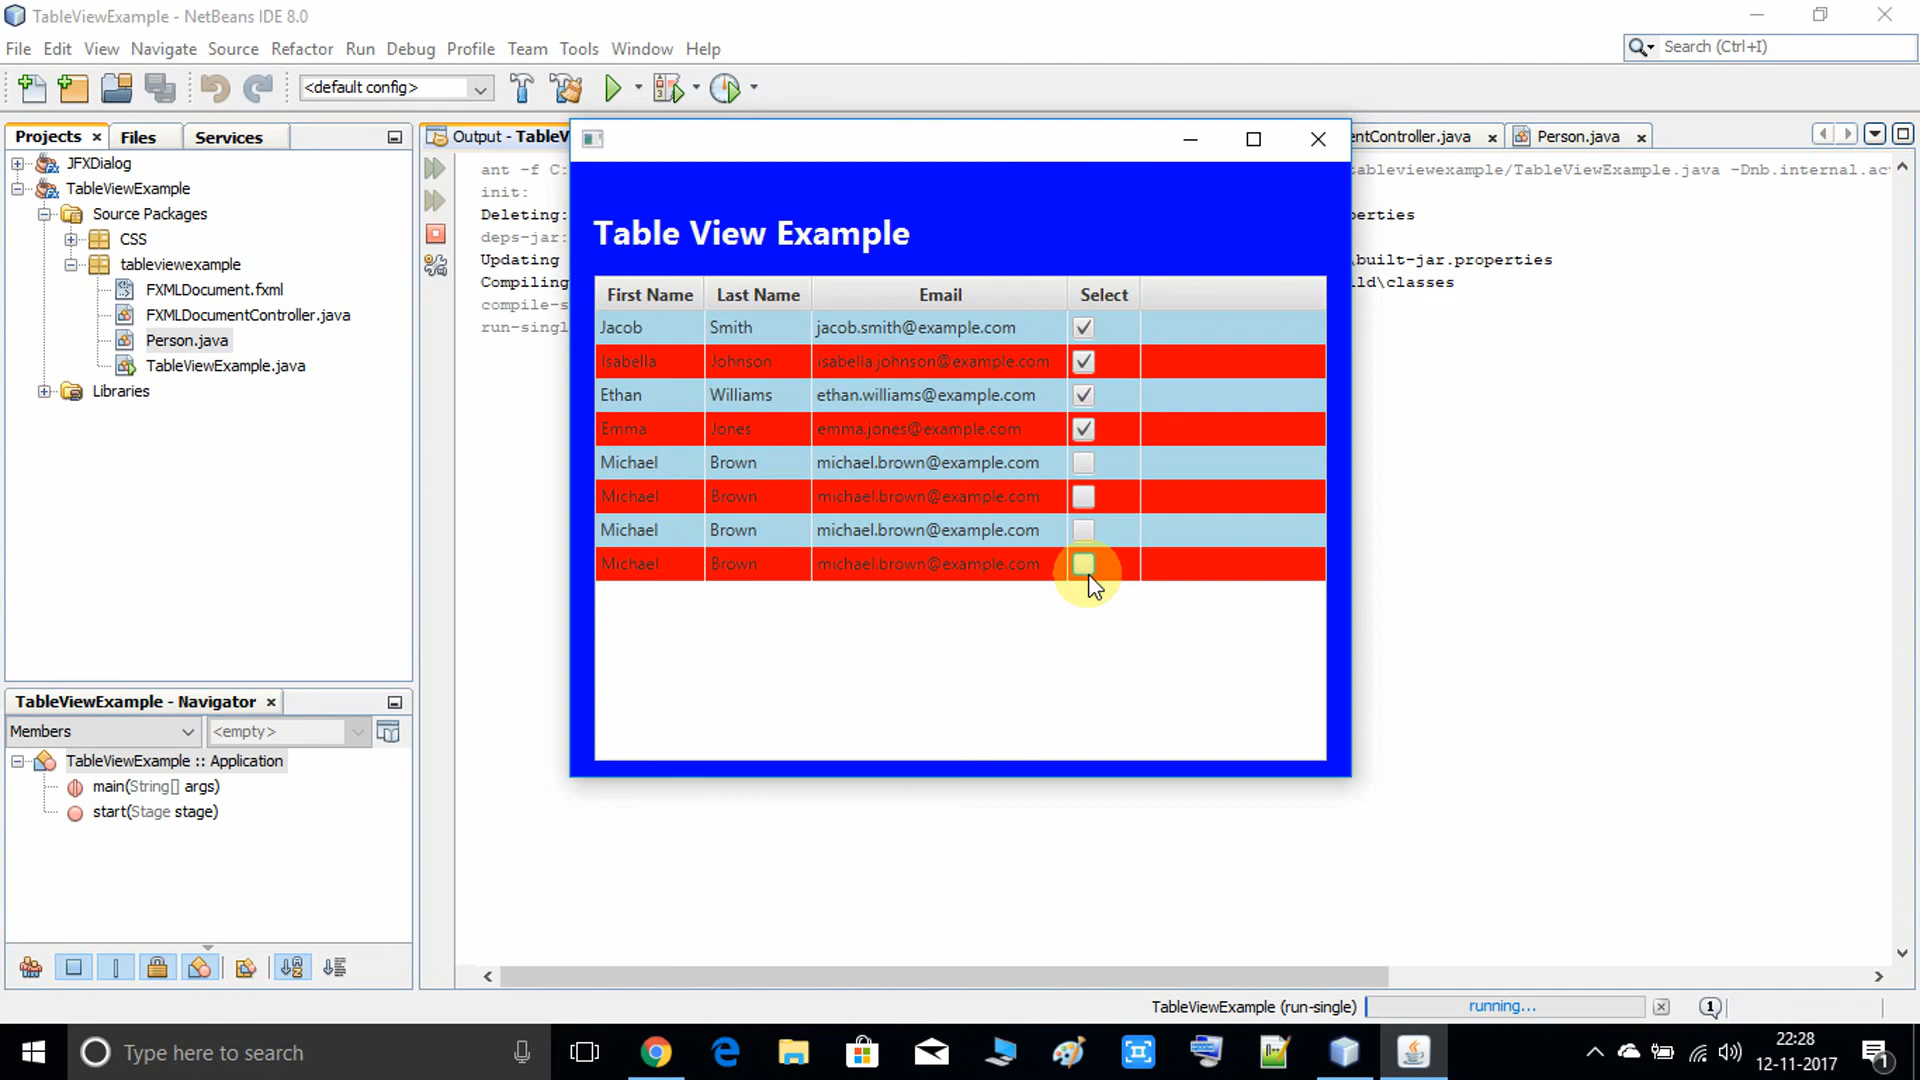 TableViewExample - NetBeans IDE 8.0
File Edit View Navigate Source Refactor Run Debug Profile Team Tools Window Help
Search (Ctrl+I)
<default config>
Projects Files Services
Output - TableV
entController.java
Person.java
JFXDialog
TableViewExample
Source Packages
CSS
tableviewexample
FXMLDocument.fxml
FXMLDocumentController.java
Person.java
TableViewExample.java
Libraries
ant -f C: tableviewexample/TableViewExample.java -Dnb.internal.ac
init:
Deleting: perties
deps-jar:
Updating \built-jar.properties
Compiling ld\classes
compile-s
run-singl
Table View Example
First Name Last Name Email Select
Jacob Smith jacob.smith@example.com
Isabella Johnson isabella.johnson@example.com
Ethan Williams ethan.williams@example.com
Emma Jones emma.jones@example.com
Michael Brown michael.brown@example.com
Michael Brown michael.brown@example.com
Michael Brown michael.brown@example.com
Michael Brown michael.brown@example.com
TableViewExample - Navigator
Members
<empty>
TableViewExample :: Application
main(String[] args)
start(Stage stage)
TableViewExample (run-single)
running...
1
Type here to search
22:28
12-11-2017
1